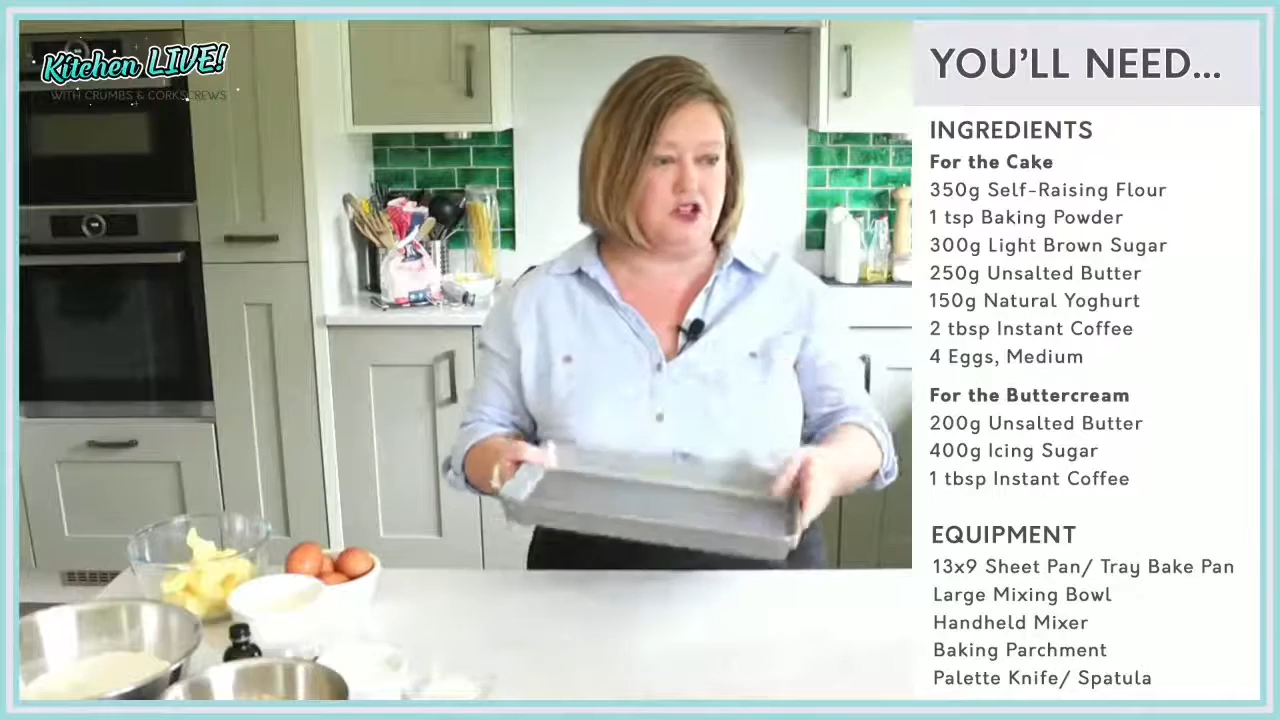 Kitchen LIVE!
WITH CRUMBS & CORKSCREWS
YOU'LL NEED...
INGREDIENTS
For the Cake
350g Self-Raising Flour
1 tsp Baking Powder
300g Light Brown Sugar
250g Unsalted Butter
150g Natural Yoghurt
2 tbsp Instant Coffee
4 Eggs, Medium
For the Buttercream
200g Unsalted Butter
400g Icing Sugar
1 tbsp Instant Coffee
EQUIPMENT
13x9 Sheet Pan/ Tray Bake Pan
Large Mixing Bowl
Handheld Mixer
Baking Parchment
Palette Knife/ Spatula